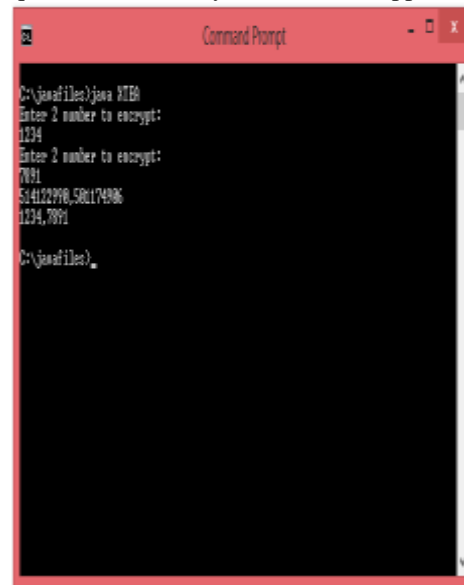 Command Prompt
C:\javafiles>java XTEA
Enter 2 number to encrypt:
1234
Enter 2 number to encrypt:
7891
514122990,501174906
1234,7891
C:\javafiles>_